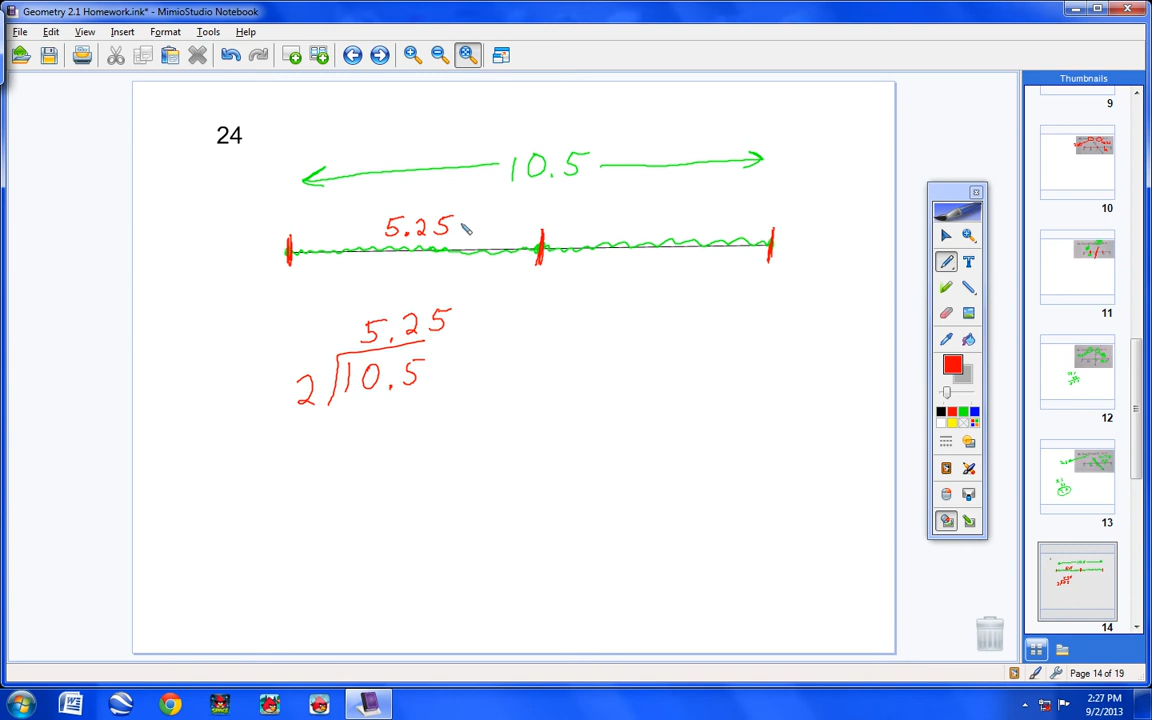 Geometry 2.1 Homework.ink* - MimioStudio Notebook
File Edit View Insert Format Tools Help
Thumbnails
9
10
11
12
13
14
24
10.5
5.25
5.25
2 10.5
T
Page 14 of 19
W
2:27 PM
9/2/2013